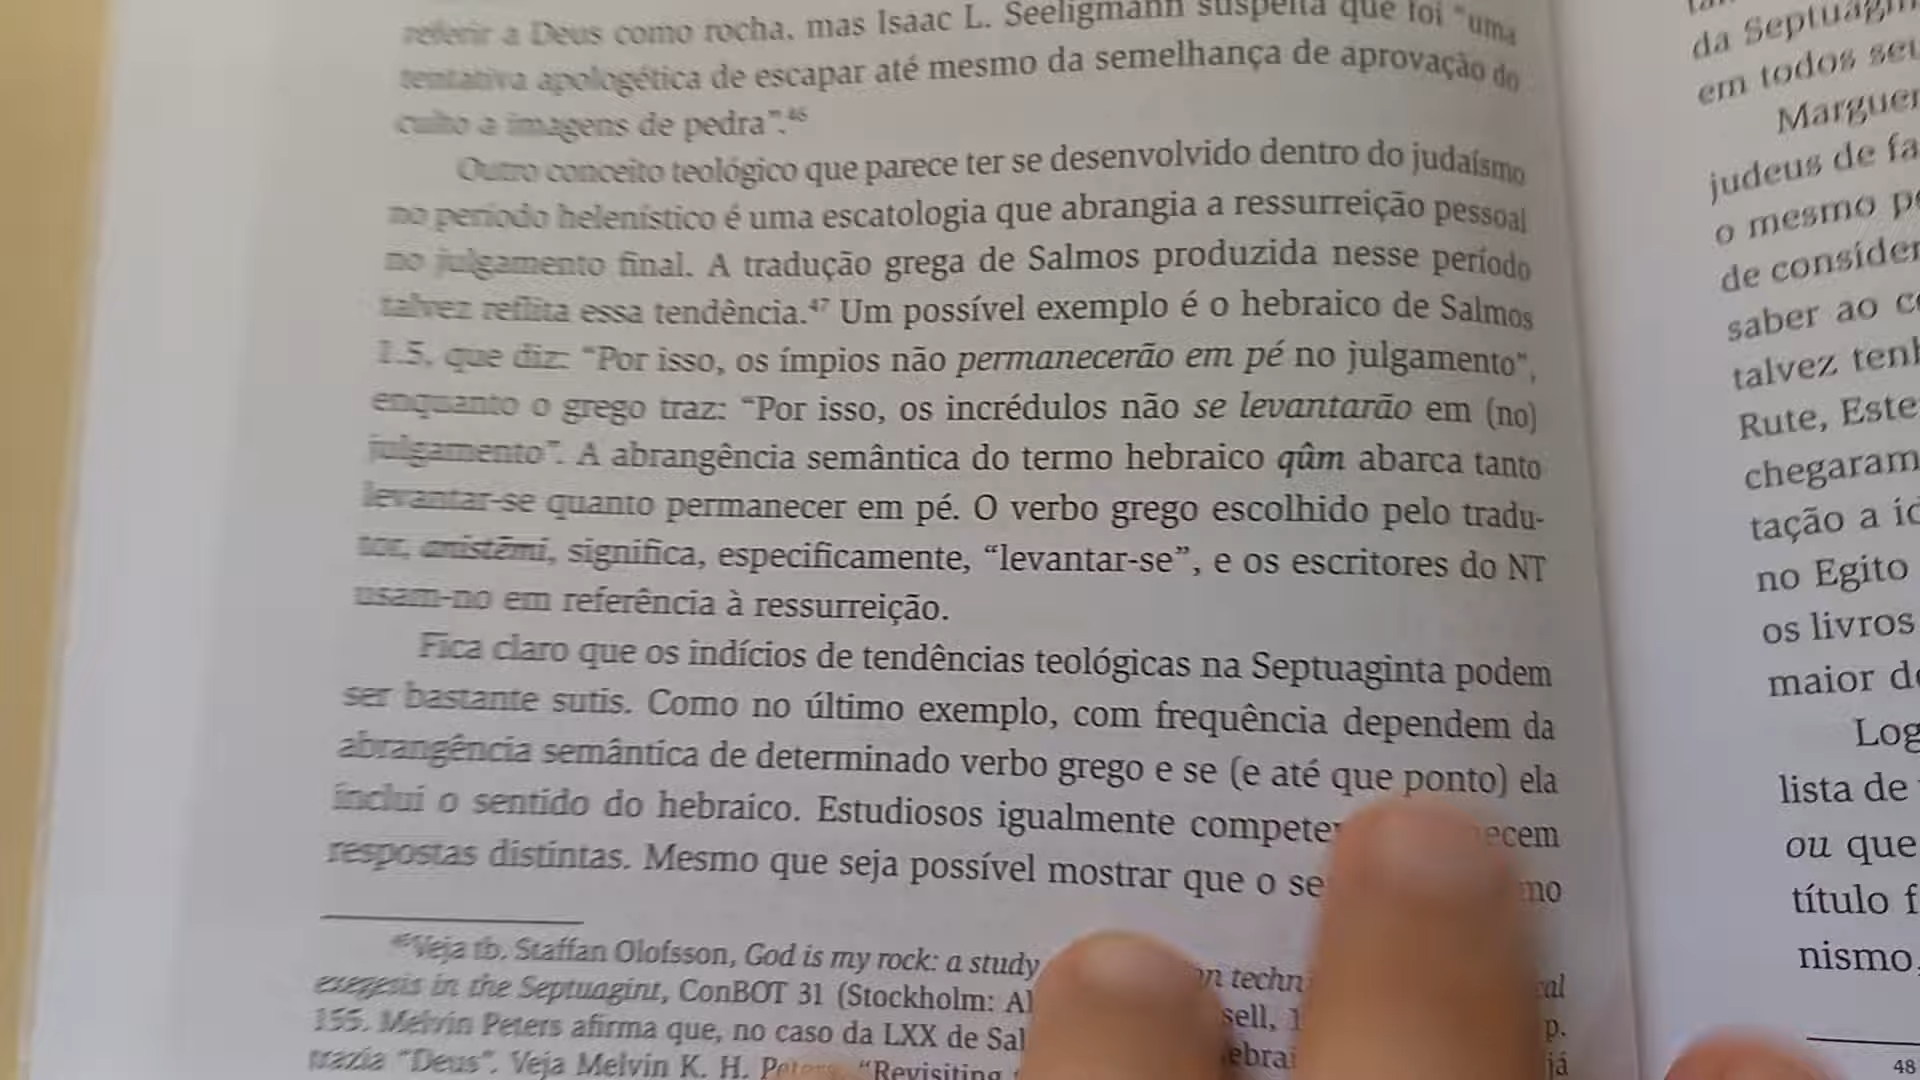 referir a Deus como rocha, mas Isaac L. Seeligmann suspeita que foi "uma
tentativa apologética de escapar até mesmo da semelhança de aprovação do
culto a imagens de pedra".⁴⁶
Outro conceito teológico que parece ter se desenvolvido dentro do judaísmo
no período helenístico é uma escatologia que abrangia a ressurreição pessoal
no julgamento final. A tradução grega de Salmos produzida nesse período
talvez reflita essa tendência.⁴⁷ Um possível exemplo é o hebraico de Salmos
1.5, que diz: "Por isso, os ímpios não permanecerão em pé no julgamento",
enquanto o grego traz: "Por isso, os incrédulos não se levantarão em (no)
julgamento". A abrangência semântica do termo hebraico qûm abarca tanto
levantar-se quanto permanecer em pé. O verbo grego escolhido pelo tradu-
tor, anistēmi, significa, especificamente, “levantar-se”, e os escritores do NT
usam-no em referência à ressurreição.
Fica claro que os indícios de tendências teológicas na Septuaginta podem
ser bastante sutis. Como no último exemplo, com frequência dependem da
abrangência semântica de determinado verbo grego e se (e até que ponto) ela
inclui o sentido do hebraico. Estudiosos igualmente
respostas distintas. Mesmo que seja possível mostrar que o
⁴⁶Veja tb. Staffan Olofsson, God is my rock: a study
exegesis in the Septuagint, ConBOT 31 (Stockholm: p.
155. Melvin Peters afirma que, no caso da LXX de já
trazia "Deus". Veja Melvin K. H. Peters, “Revisiting
da
em todos
judeus de
o mesmo
de
saber ao
talvez
Rute,
chegaram
tação a
no Egito
os livros
maior
lista de
ou que
título
nismo,
48